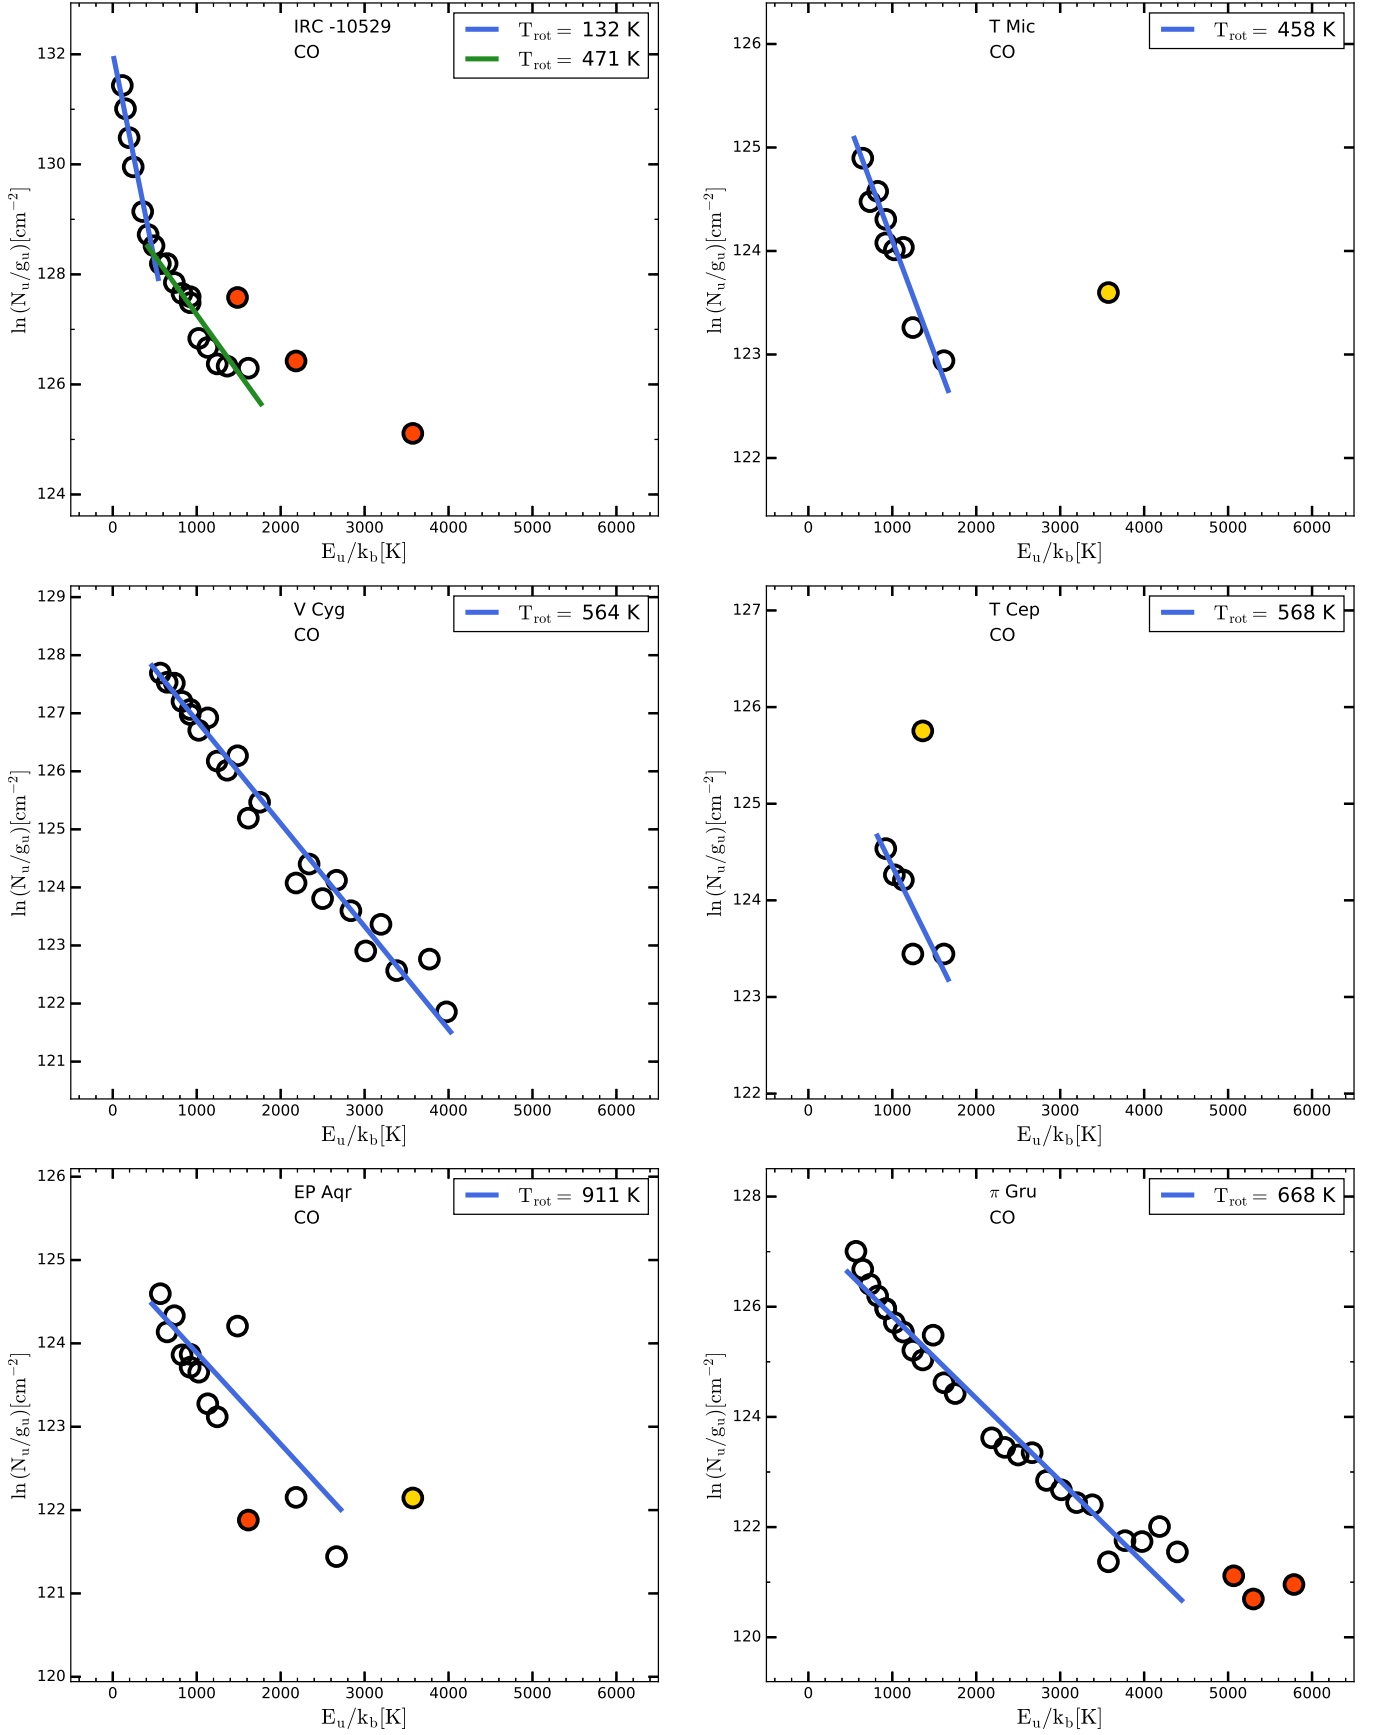 IRC -10529
CO
T_rot = 132 K
T_rot = 471 K
132
130
128
126
124
ln (N_u/g_u)[cm^−2]
0 1000 2000 3000 4000 5000 6000
E_u/k_b[K]
T Mic
CO
T_rot = 458 K
126
125
124
123
122
ln (N_u/g_u)[cm^−2]
0 1000 2000 3000 4000 5000 6000
E_u/k_b[K]
V Cyg
CO
T_rot = 564 K
129
128
127
126
125
124
123
122
121
ln (N_u/g_u)[cm^−2]
0 1000 2000 3000 4000 5000 6000
E_u/k_b[K]
T Cep
CO
T_rot = 568 K
127
126
125
124
123
122
ln (N_u/g_u)[cm^−2]
0 1000 2000 3000 4000 5000 6000
E_u/k_b[K]
EP Aqr
CO
T_rot = 911 K
126
125
124
123
122
121
120
ln (N_u/g_u)[cm^−2]
0 1000 2000 3000 4000 5000 6000
E_u/k_b[K]
π Gru
CO
T_rot = 668 K
128
126
124
122
120
ln (N_u/g_u)[cm^−2]
0 1000 2000 3000 4000 5000 6000
E_u/k_b[K]